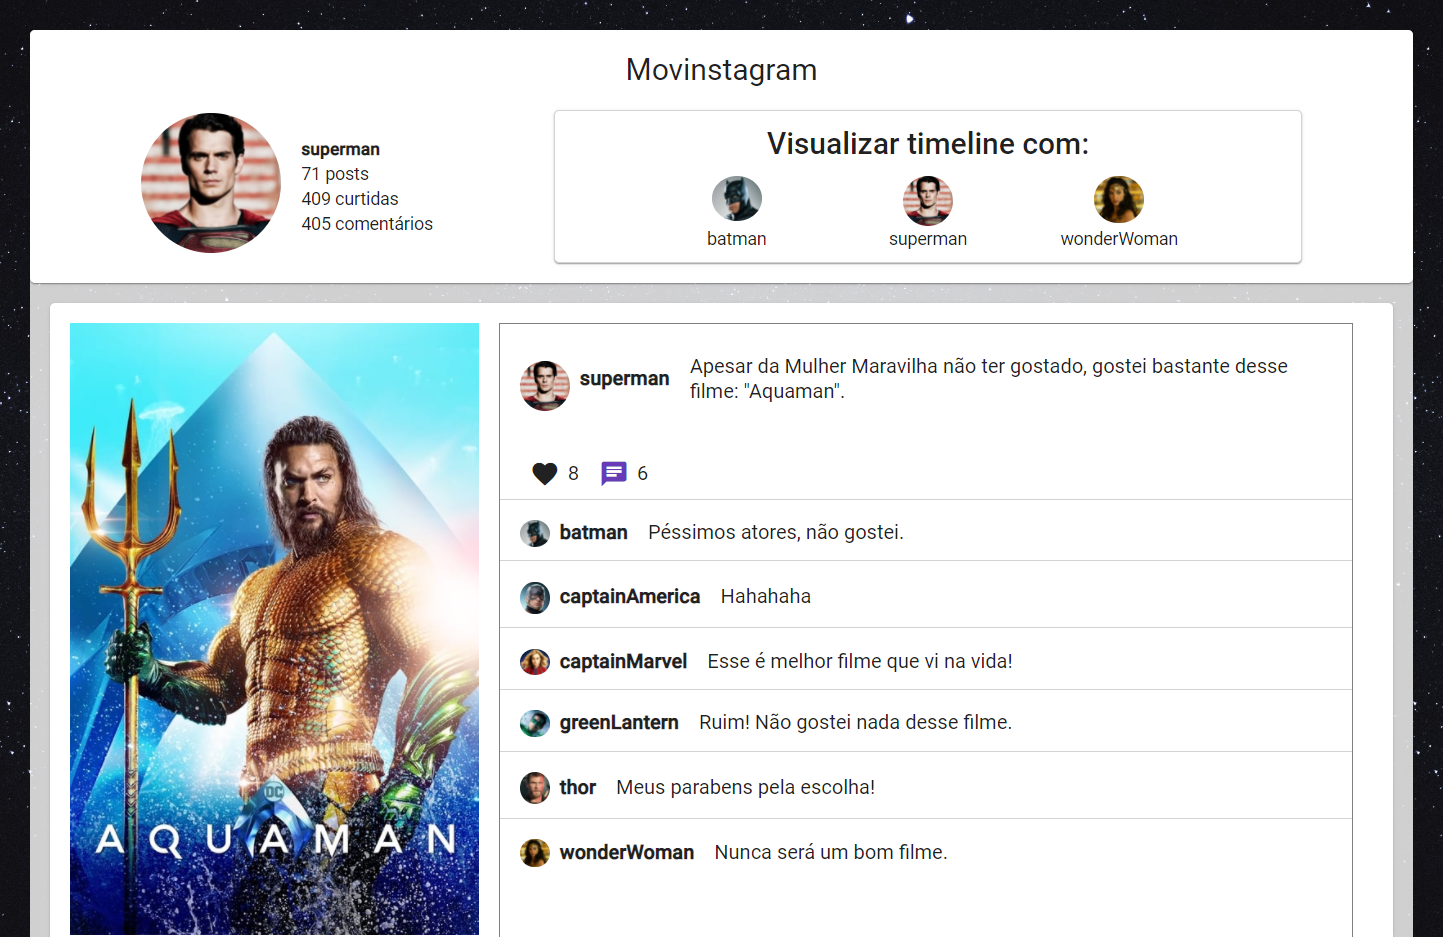 Movinstagram
superman
71 posts
409 curtidas
405 comentários
Visualizar timeline com:
batman
superman
wonderWoman
superman
Apesar da Mulher Maravilha não ter gostado, gostei bastante desse
filme: "Aquaman".
8
6
batman Péssimos atores, não gostei.
captainAmerica Hahahaha
captainMarvel Esse é melhor filme que vi na vida!
greenLantern Ruim! Não gostei nada desse filme.
thor Meus parabens pela escolha!
wonderWoman Nunca será um bom filme.
DC
AQUAMAN